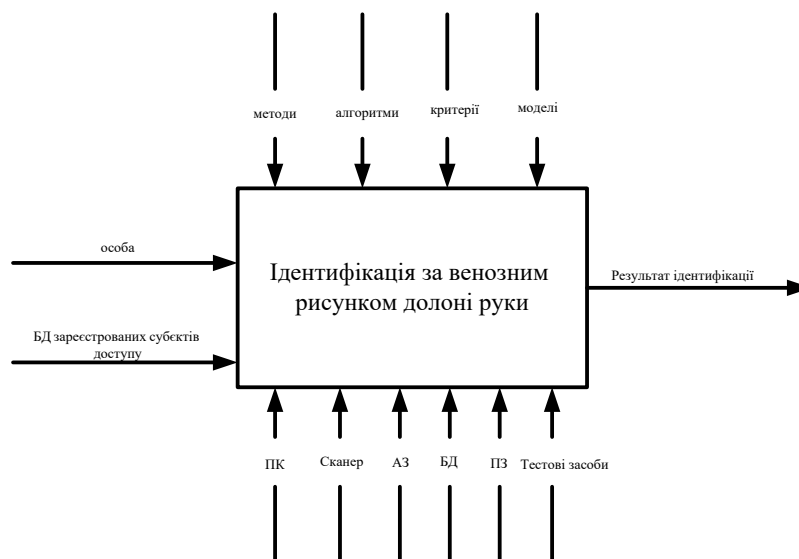 методи
алгоритми
критерії
моделі
особа
Ідентифікація за венозним
рисунком долоні руки
Результат ідентифікації
БД зареєстрованих субєктів
доступу
ПК
Сканер
АЗ
БД
ПЗ
Тестові засоби